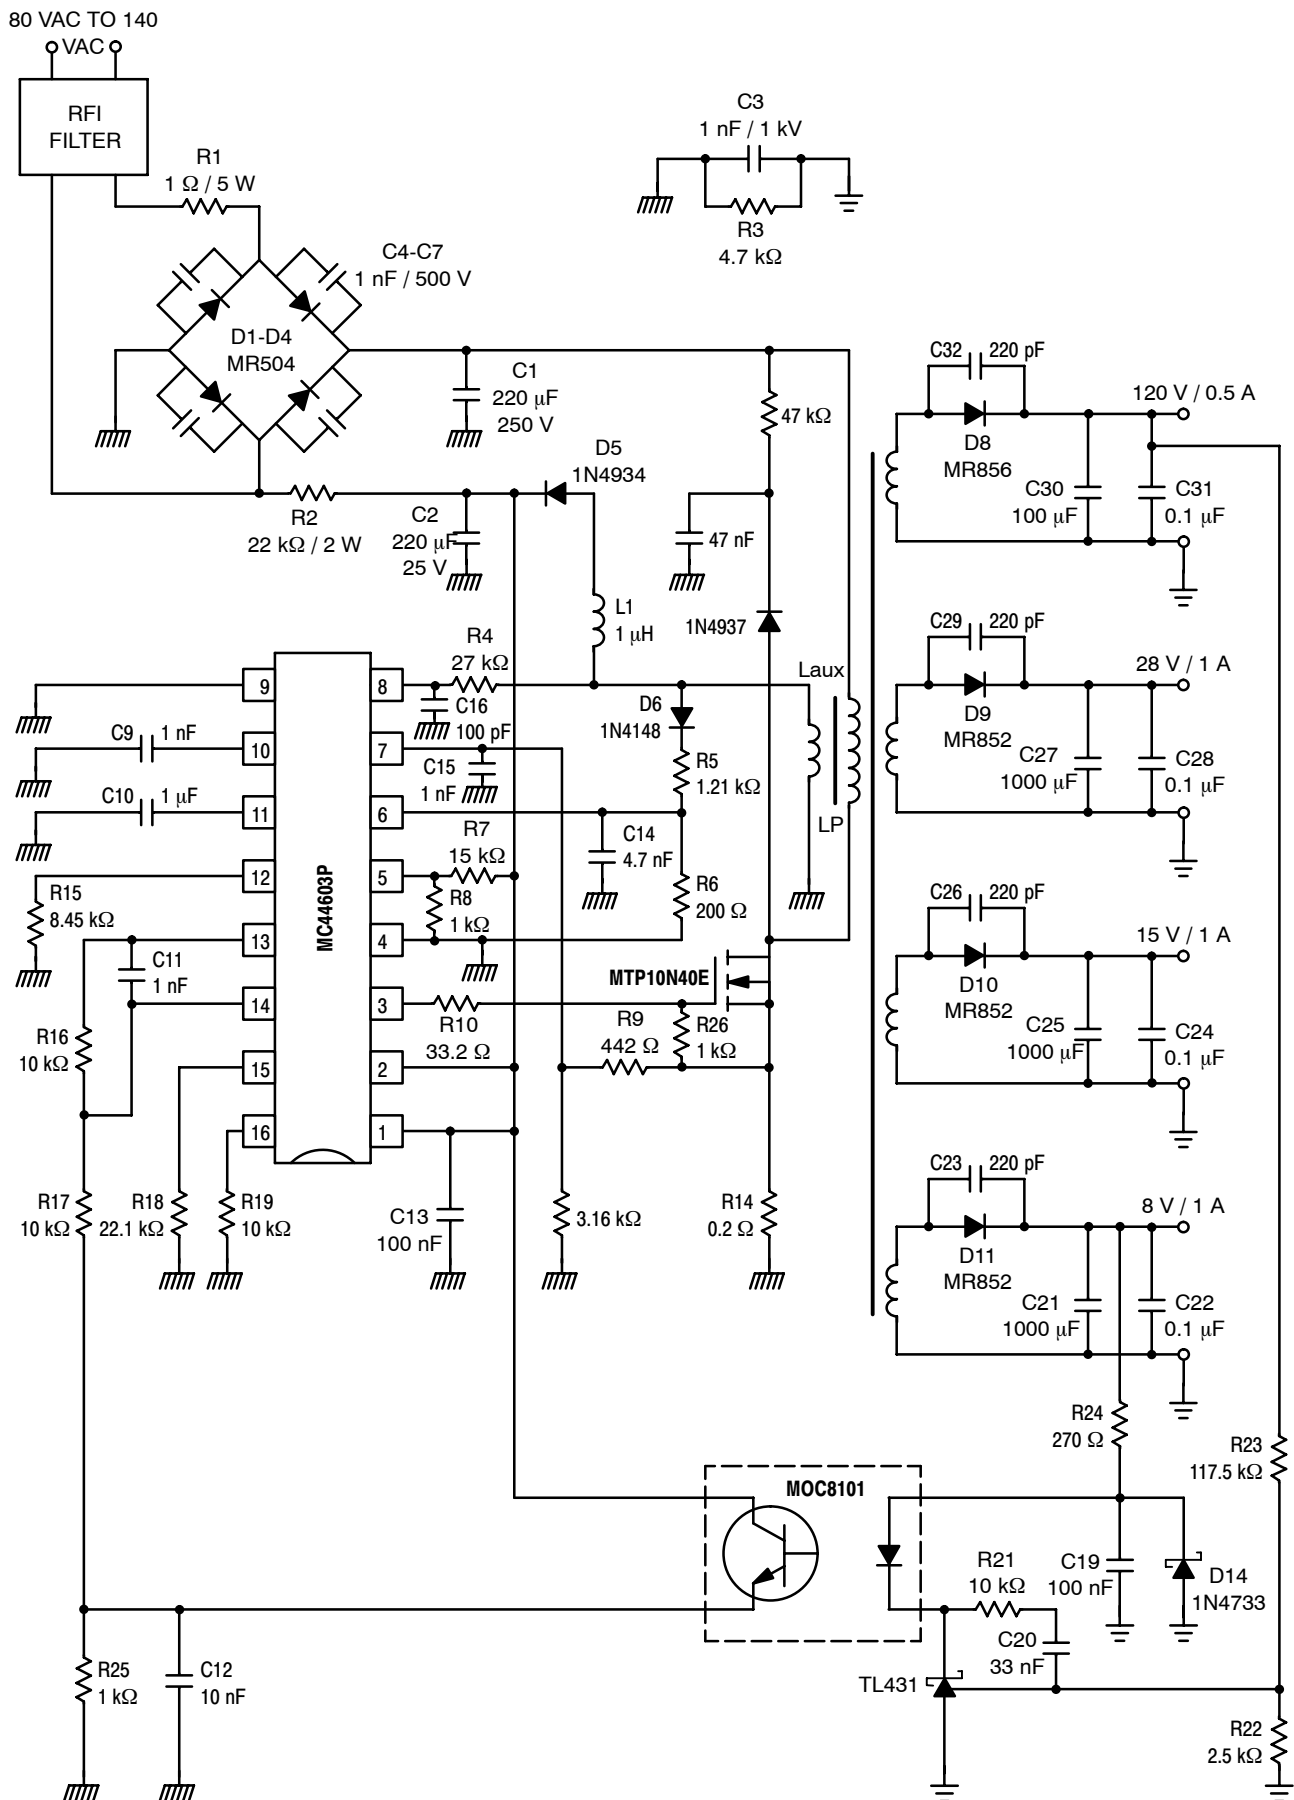 80 VAC TO 140
VAC
RFI
FILTER
R1
1 Ω / 5 W
C3
1 nF / 1 kV
R3
4.7 kΩ
C4-C7
1 nF / 500 V
D1-D4
MR504
C1
220 µF
250 V
47 kΩ
D5
1N4934
R2
22 kΩ / 2 W
C2
220 µF
25 V
47 nF
L1
1 µH
1N4937
R4
27 kΩ
Laux
LP
C16
100 pF
D6
1N4148
C15
1 nF
R5
1.21 kΩ
C14
4.7 nF
R7
15 kΩ
R8
1 kΩ
R6
200 Ω
MTP10N40E
R10
33.2 Ω
R9
442 Ω
R26
1 kΩ
MC44603P
9
10
11
12
13
14
15
16
8
7
6
5
4
3
2
1
C9
1 nF
C10
1 µF
R15
8.45 kΩ
C11
1 nF
R16
10 kΩ
R17
10 kΩ
R18
22.1 kΩ
R19
10 kΩ
C13
100 nF
3.16 kΩ
R14
0.2 Ω
C32
220 pF
D8
MR856
120 V / 0.5 A
C30
100 µF
C31
0.1 µF
C29
220 pF
D9
MR852
28 V / 1 A
C27
1000 µF
C28
0.1 µF
C26
220 pF
D10
MR852
15 V / 1 A
C25
1000 µF
C24
0.1 µF
C23
220 pF
D11
MR852
8 V / 1 A
C21
1000 µF
C22
0.1 µF
R24
270 Ω
R23
117.5 kΩ
MOC8101
R21
10 kΩ
C19
100 nF
D14
1N4733
C20
33 nF
TL431
R22
2.5 kΩ
R25
1 kΩ
C12
10 nF